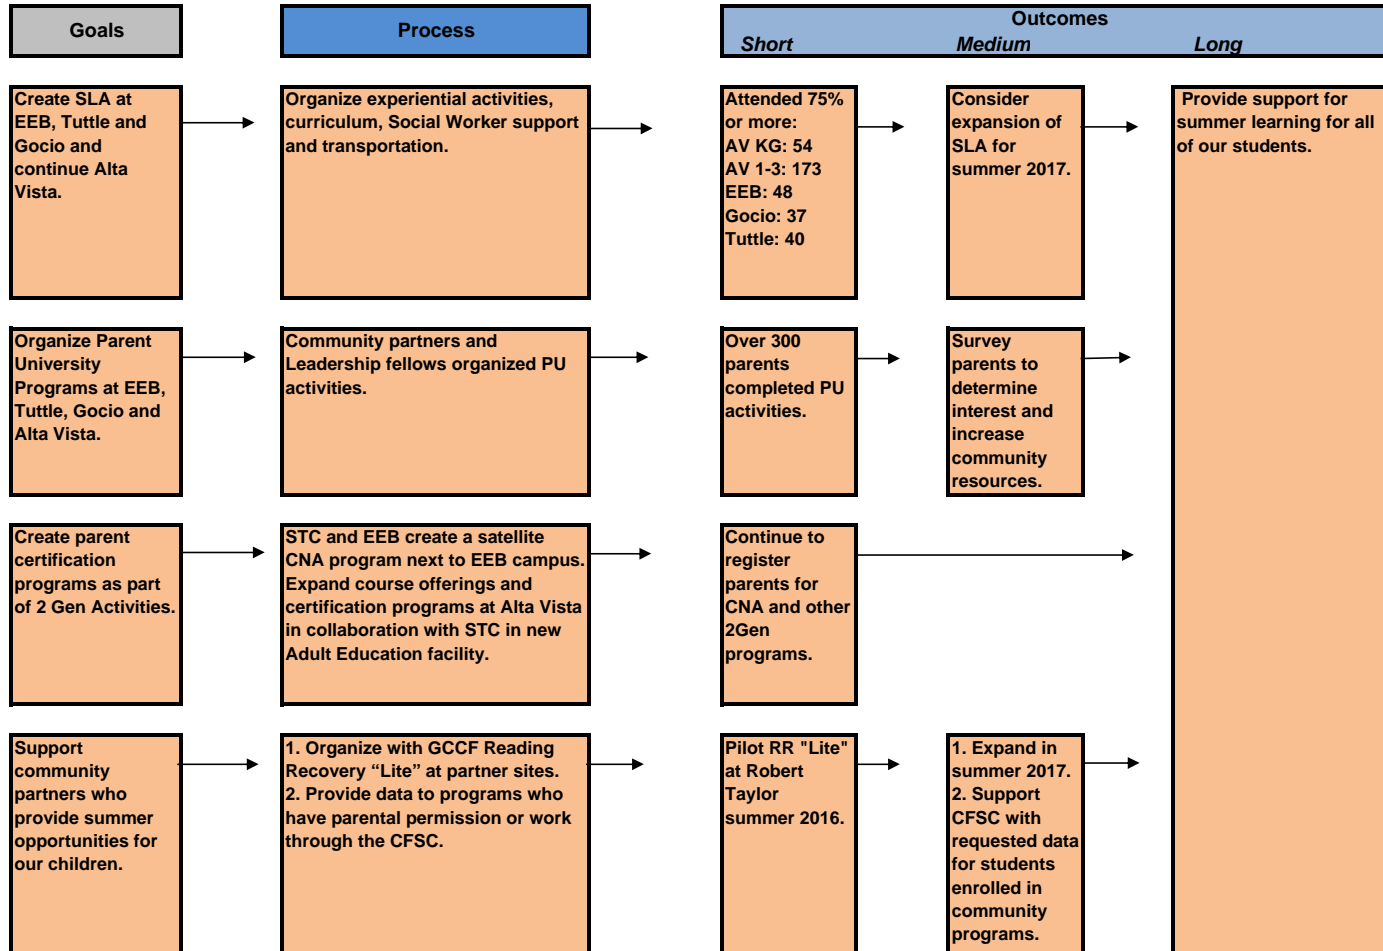 Goals
Process
Outcomes
Short Medium Long
Create SLA at
EEB, Tuttle and
Gocio and
continue Alta
Vista.
Organize experiential activities,
curriculum, Social Worker support
and transportation.
Attended 75%
or more:
AV KG: 54
AV 1-3: 173
EEB: 48
Gocio: 37
Tuttle: 40
Consider
expansion of
SLA for
summer 2017.
Provide support for
summer learning for all
of our students.
Organize Parent
University
Programs at EEB,
Tuttle, Gocio and
Alta Vista.
Community partners and
Leadership fellows organized PU
activities.
Over 300
parents
completed PU
activities.
Survey
parents to
determine
interest and
increase
community
resources.
Create parent
certification
programs as part
of 2 Gen Activities.
STC and EEB create a satellite
CNA program next to EEB campus.
Expand course offerings and
certification programs at Alta Vista
in collaboration with STC in new
Adult Education facility.
Continue to
register
parents for
CNA and other
2Gen
programs.
Support
community
partners who
provide summer
opportunities for
our children.
1. Organize with GCCF Reading
Recovery “Lite” at partner sites.
2. Provide data to programs who
have parental permission or work
through the CFSC.
Pilot RR "Lite"
at Robert
Taylor
summer 2016.
1. Expand in
summer 2017.
2. Support
CFSC with
requested data
for students
enrolled in
community
programs.